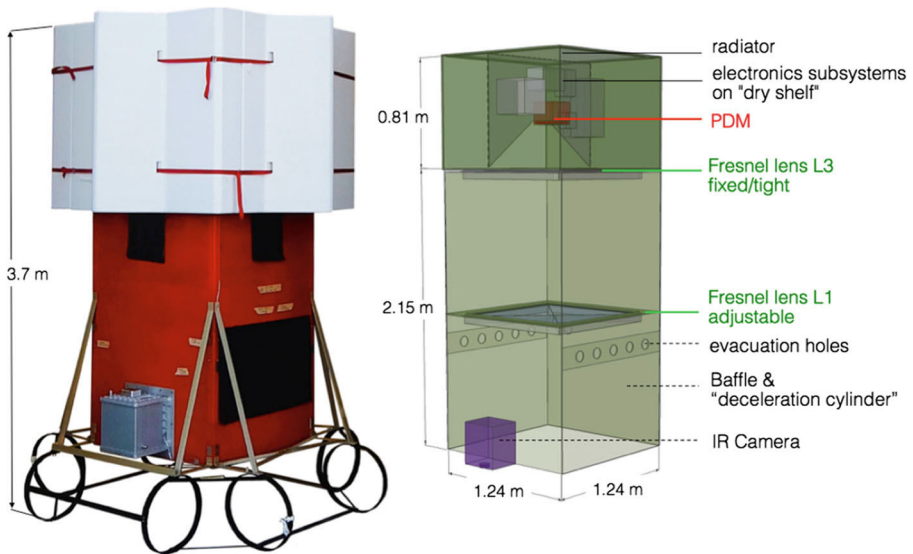 3.7 m
0.81 m
2.15 m
1.24 m
1.24 m
radiator
electronics subsystems
on "dry shelf"
PDM
Fresnel lens L3
fixed/tight
Fresnel lens L1
adjustable
evacuation holes
Baffle &
"deceleration cylinder"
IR Camera